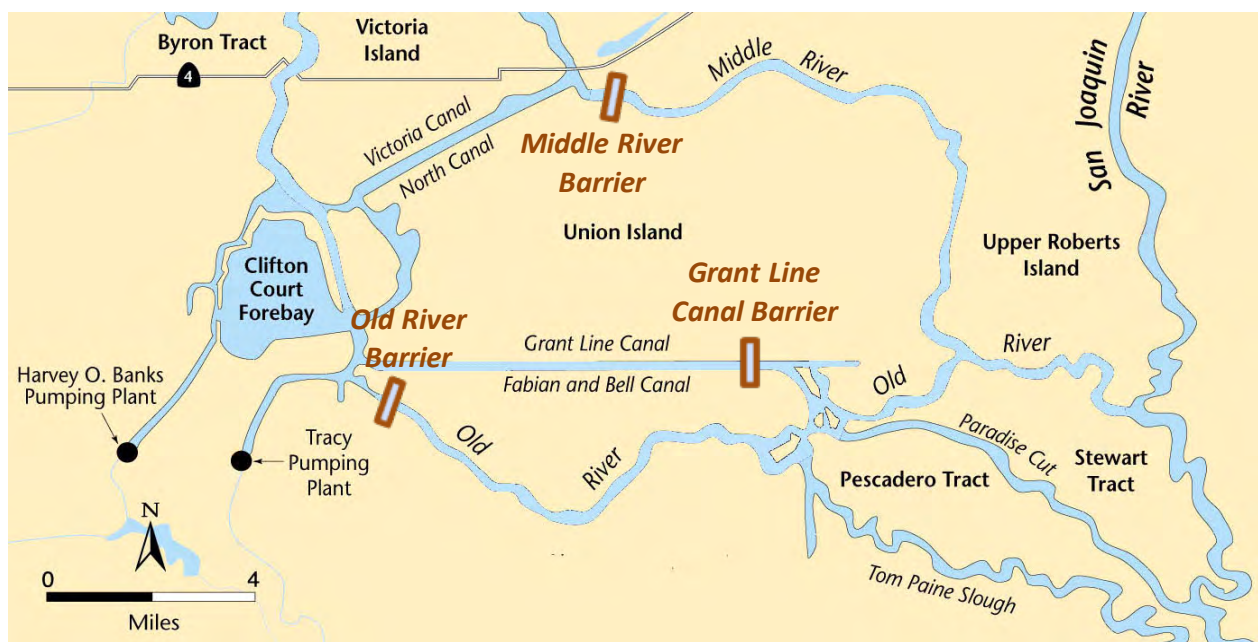 Byron Tract
Victoria
Island
4
Middle River
San Joaquin River
Victoria Canal
North Canal
Middle River
Barrier
Union Island
Upper Roberts
Island
Clifton
Court
Forebay
Grant Line
Canal Barrier
Old River
Barrier
Grant Line Canal
Fabian and Bell Canal
Old River
Harvey O. Banks
Pumping Plant
Tracy
Pumping
Plant
Old River
Paradise Cut
Stewart
Tract
Pescadero Tract
Tom Paine Slough
N
0 4
Miles